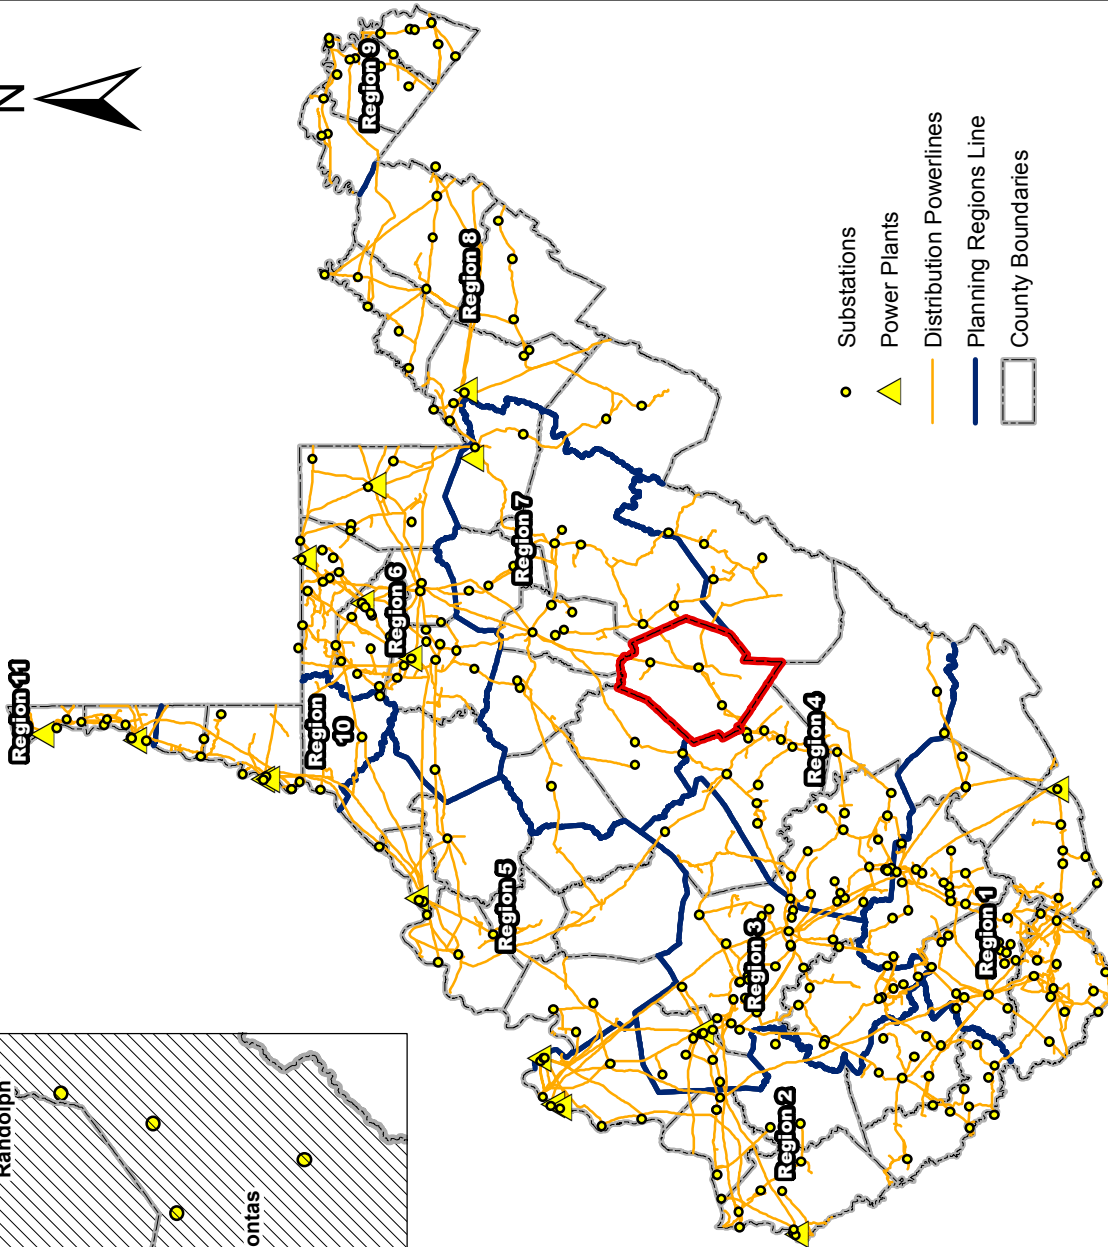 N
Region 9
Region 8
Region 7
Region 6
Region 11
Region
10
Region 5
Region 4
Region 3
Region 2
Region 1
Substations
Power Plants
Distribution Powerlines
Planning Regions Line
County Boundaries
Randolph
ontas